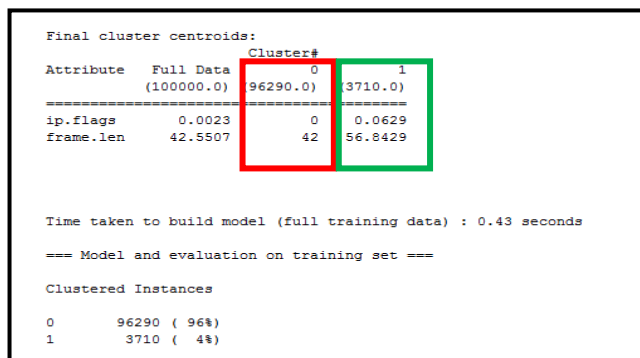 Final cluster centroids:
Cluster#
Attribute Full Data 0 1
(100000.0) (96290.0) (3710.0)
=========================================
ip.flags 0.0023 0 0.0629
frame.len 42.5507 42 56.8429
Time taken to build model (full training data) : 0.43 seconds
=== Model and evaluation on training set ===
Clustered Instances
0 96290 ( 96%)
1 3710 ( 4%)